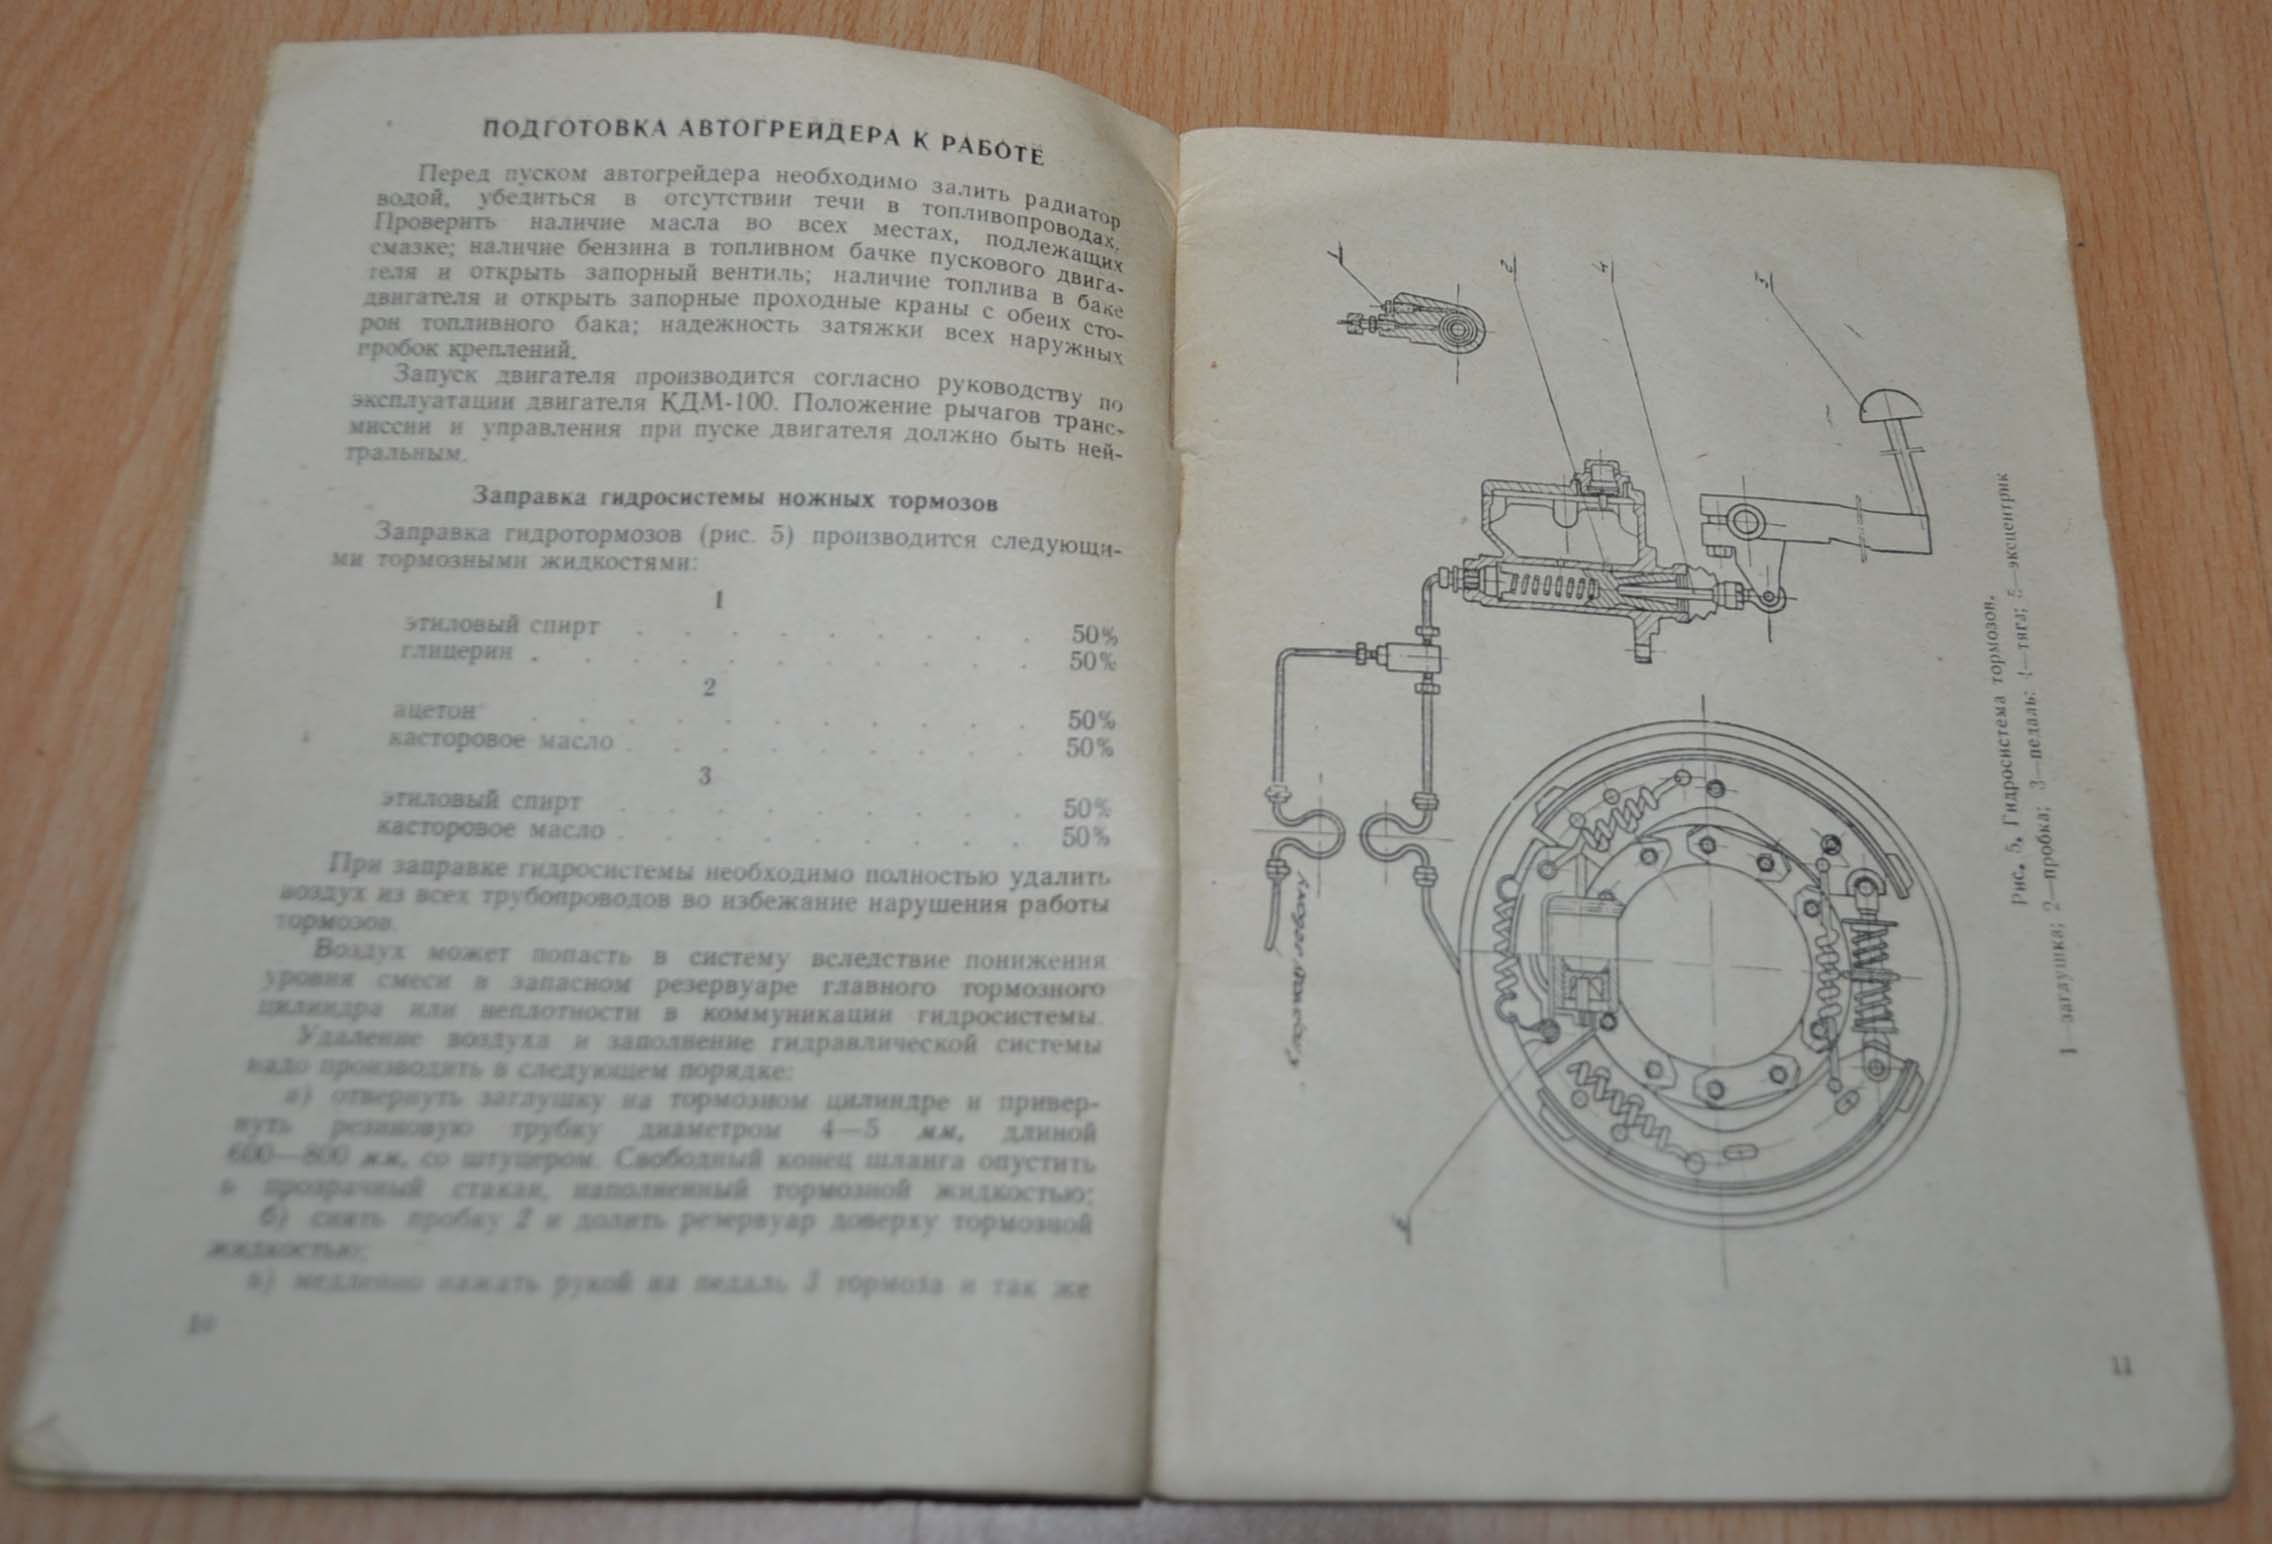 ПОДГОТОВКА АВТОГРЕЙДЕРА К РАБОТЕ
Перед пуском автогрейдера необходимо залить радиатор
водой, убедиться в отсутствии течи в топливопроводах.
Проверить наличие масла во всех местах, подлежащих
смазке; наличие бензина в топливном бачке пускового двига-
теля и открыть запорный вентиль; наличие топлива в баке
двигателя и открыть запорные проходные краны с обеих сто-
рон топливного бака; надежность затяжки всех наружных
пробок креплений.
Запуск двигателя производится согласно руководству по
эксплуатации двигателя КДМ-100. Положение рычагов транс-
миссии и управления при пуске двигателя должно быть ней-
тральным.
Заправка гидросистемы ножных тормозов
Заправка гидротормозов (рис. 5) производится следующи-
ми тормозными жидкостями:
1
этиловый спирт . . . . . . . . . 50%
глицерин . . . . . . . . . . . 50%
2
ацетон . . . . . . . . . . . 50%
касторовое масло . . . . . . . . . 50%
3
этиловый спирт . . . . . . . . . 50%
касторовое масло . . . . . . . . . 50%
При заправке гидросистемы необходимо полностью удалить
воздух из всех трубопроводов во избежание нарушения работы
тормозов.
Воздух может попасть в систему вследствие понижения
уровня смеси в запасном резервуаре главного тормозного
цилиндра или неплотности в коммуникации гидросистемы.
Удаление воздуха и заполнение гидравлической системы
надо производить в следующем порядке:
а) отвернуть заглушку на тормозном цилиндре и привер-
нуть резиновую трубку диаметром 4—5 мм, длиной
600—800 мм, со штуцером. Свободный конец шланга опустить
в прозрачный стакан, наполненный тормозной жидкостью;
б) снять пробку 2 и долить резервуар доверху тормозной
жидкостью;
в) медленно нажать рукой на педаль 3 тормоза и так же
10
1
2
4
3
Рис. 5. Гидросистема тормозов.
1—заглушка; 2—пробка; 3—педаль; 4—тяга; 5—эксцентрик
11